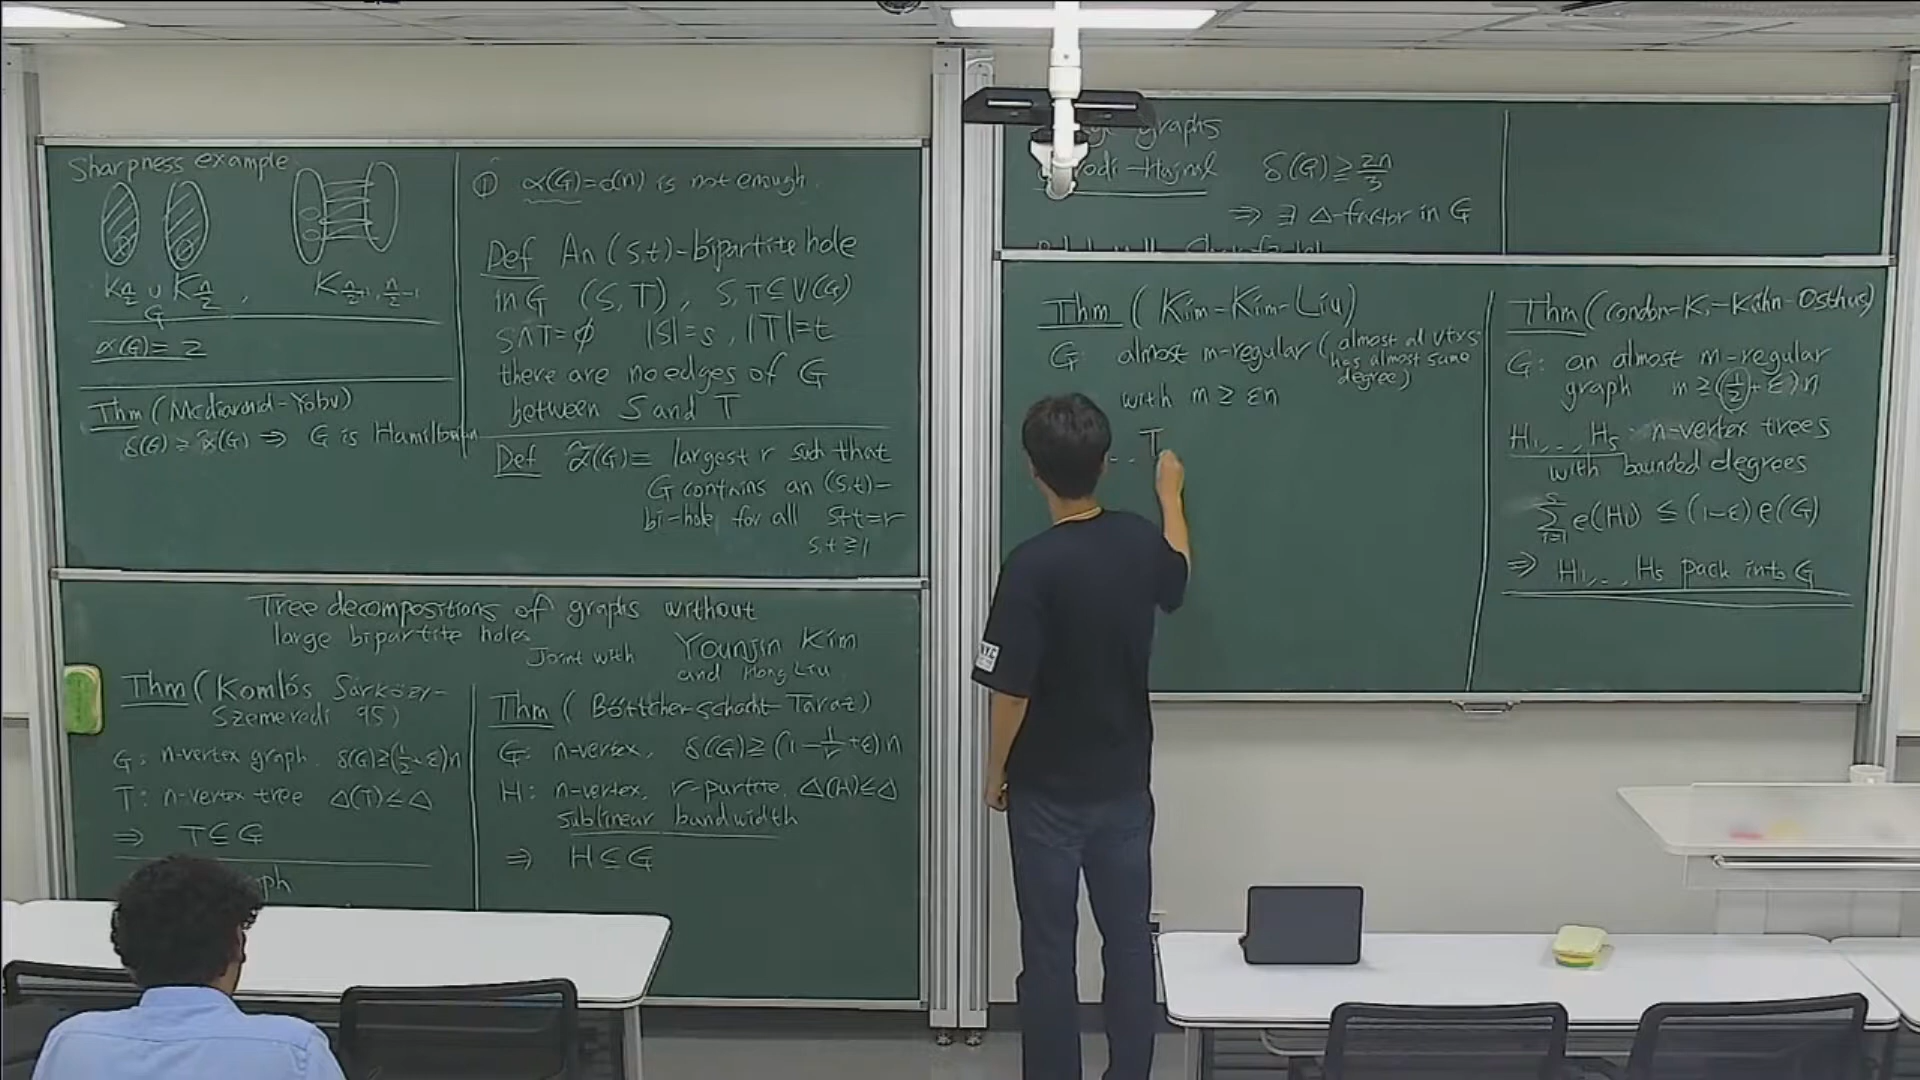 Sharpness example
K n/2 ∪ K n/2 , K n/2+1, n/2-1
G
α(G) = 2
Thm (McDiarmid-Yolov)
δ(G) ≥ α̃(G) ⇒ G is Hamiltonian
① α(G)=o(n) is not enough.
Def An (s,t)-bipartite hole
in G (S,T), S,T⊆V(G)
S∩T=∅ |S|=s, |T|=t
there are no edges of G
between S and T
Def α̃(G)= largest r such that
G contains an (s,t)-
bi-hole for all s+t=r
s,t≥1
Tree decompositions of graphs without
large bipartite holes
Joint with Younjin Kim
and Hong Liu
Thm (Komlós Sárközy-
Szemeredi 95)
G: n-vertex graph. δ(G)≥(1/2+ε)n
T: n-vertex tree Δ(T)≤Δ
⇒ T⊆G
ph
Thm (Böttcher-Schacht-Taraz)
G: n-vertex, δ(G)≥(1-1/r+ε)n
H: n-vertex, r-partite, Δ(H)≤Δ
sublinear bandwidth
⇒ H⊆G
graphs
-Hajnal δ(G)≥2n/3
⇒ ∃ Δ-factor in G
Thm (Kim-Kim-Liu)
G: almost m-regular (almost all vtxs
has almost same
degree)
with m ≥ εn
.. T
Thm (Condon-K.-Kühn-Osthus)
G: an almost m-regular
graph m≥(1/2+ε)n
H1,..,Hs: n-vertex trees
with bounded degrees
s
Σ e(Hi) ≤ (1-ε) e(G)
i=1
⇒ H1,..,Hs pack into G